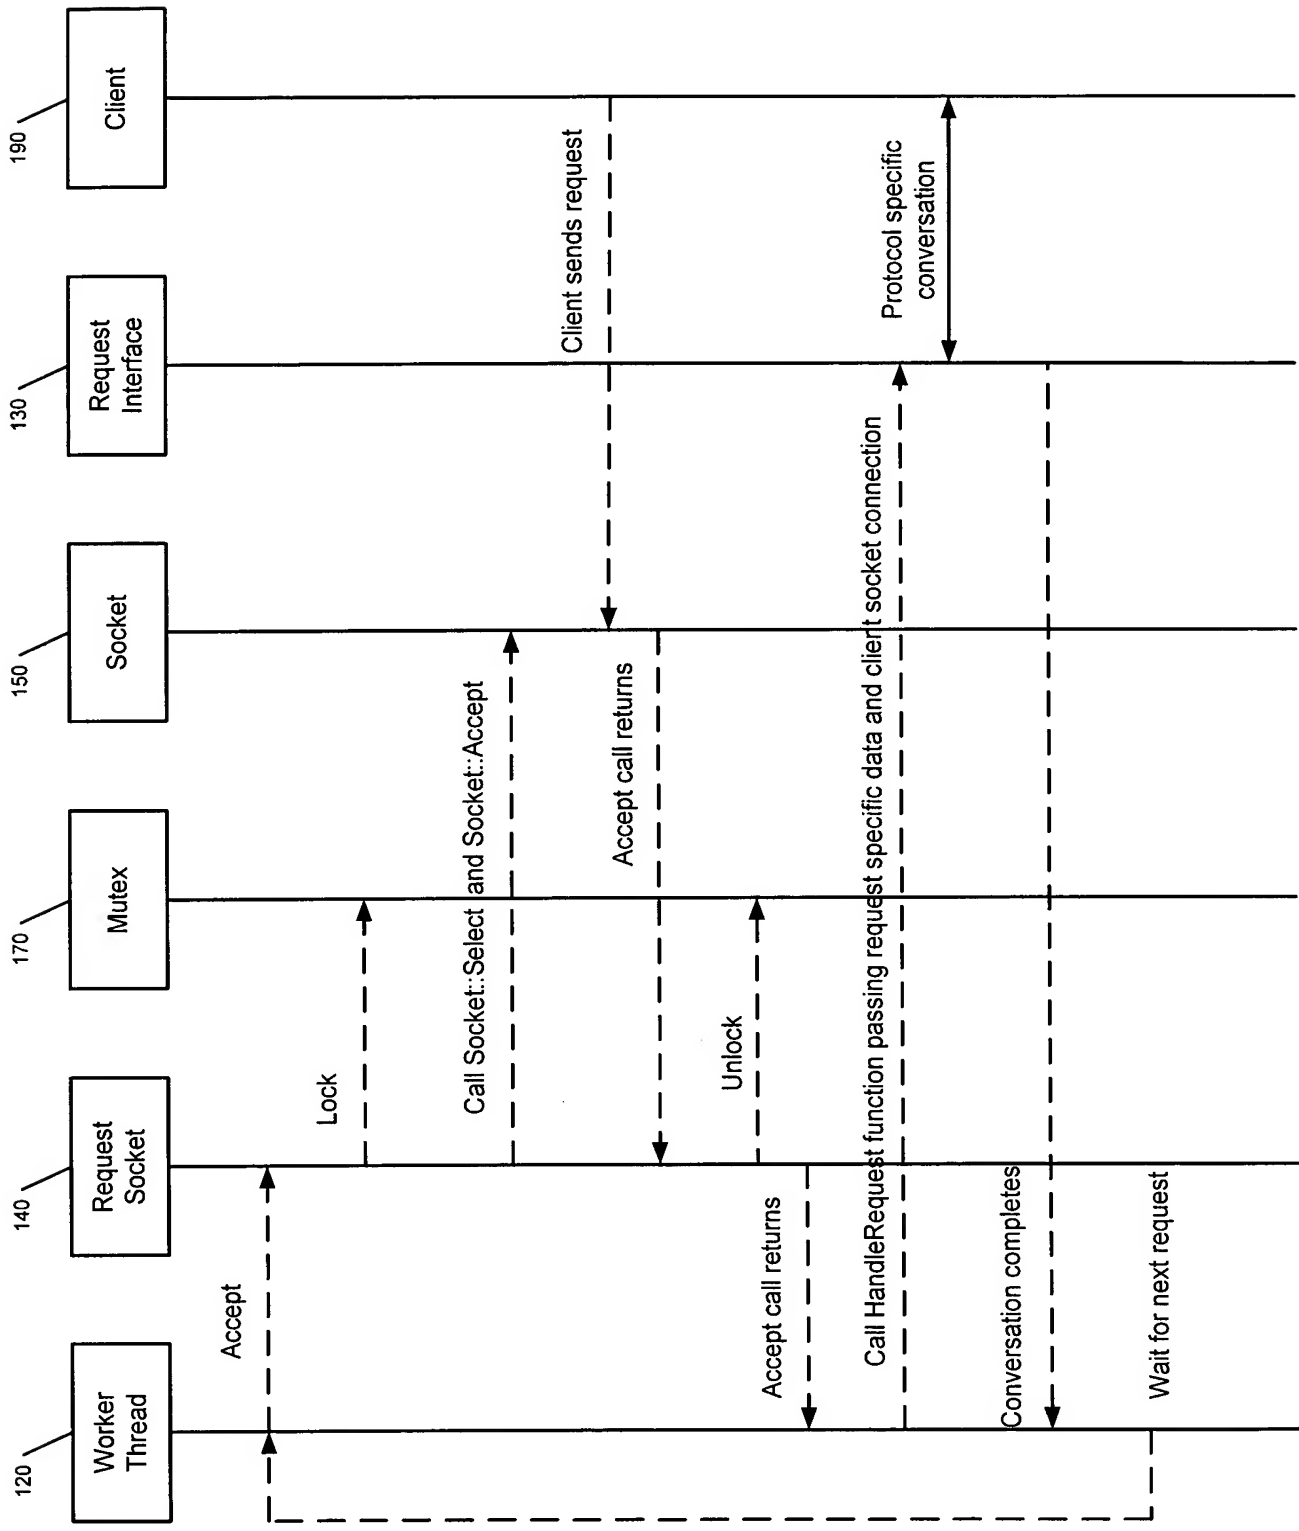 120
Worker
Thread
140
Request
Socket
170
Mutex
150
Socket
130
Request
Interface
190
Client
Accept
Lock
Call Socket::Select and Socket::Accept
Client sends request
Accept call returns
Unlock
Accept call returns
Call HandleRequest function passing request specific data and client socket connection
Protocol specific
conversation
Conversation completes
Wait for next request